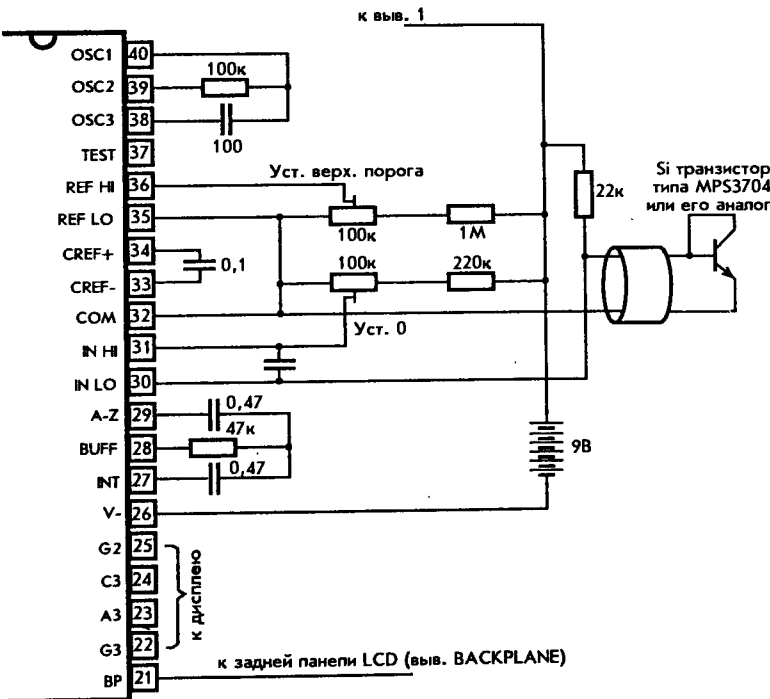 к выв. 1
OSC1 40
100к
OSC2 39
OSC3 38
100
TEST 37
Уст. верх. порога
REF HI 36
REF LO 35
100к
1М
22к
Si транзистор
типа MPS3704
или его аналог
CREF+ 34
0,1
CREF- 33
100к
220к
COM 32
Уст. 0
IN HI 31
IN LO 30
A-Z 29
0,47
BUFF 28
47к
INT 27
0,47
9В
V- 26
G2 25
C3 24
A3 23
G3 22
к дисплею
BP 21
к задней панели LCD (выв. BACKPLANE)